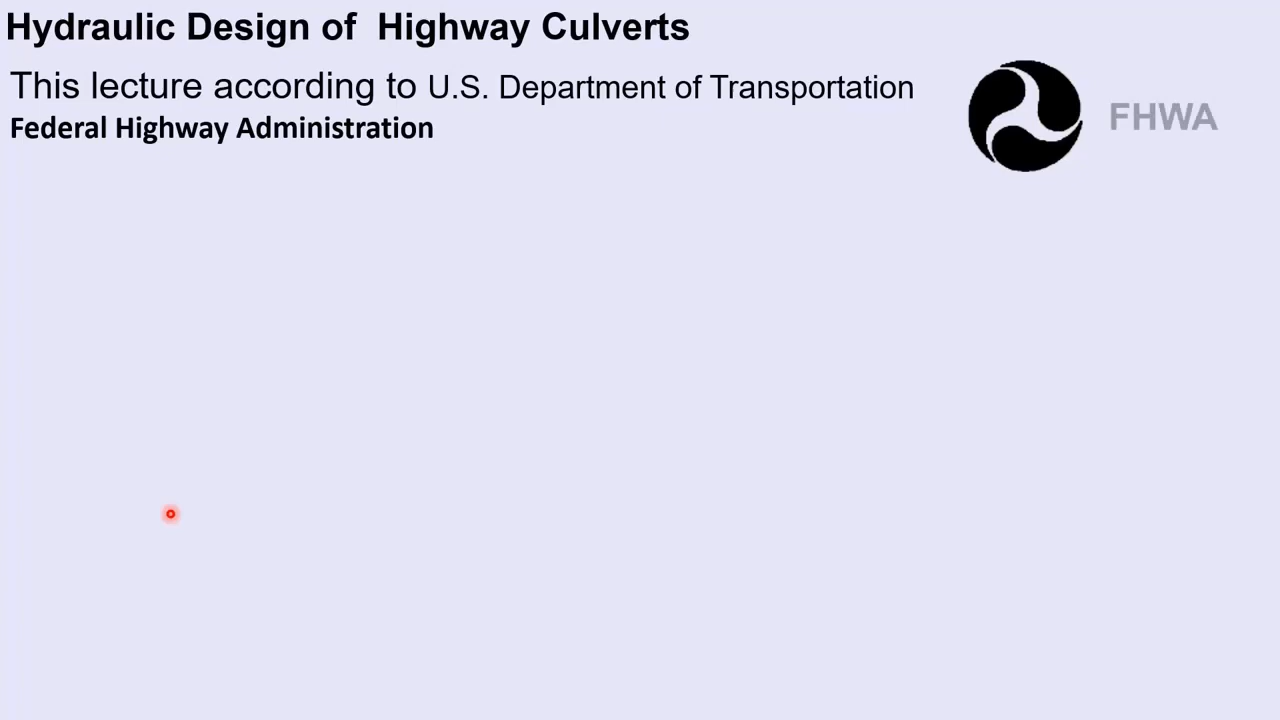 Hydraulic Design of Highway Culverts
This lecture according to U.S. Department of Transportation
Federal Highway Administration
FHWA